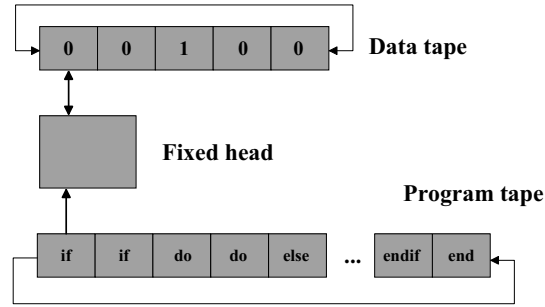 0 0 1 0 0 Data tape
Fixed head
Program tape
if if do do else ... endif end